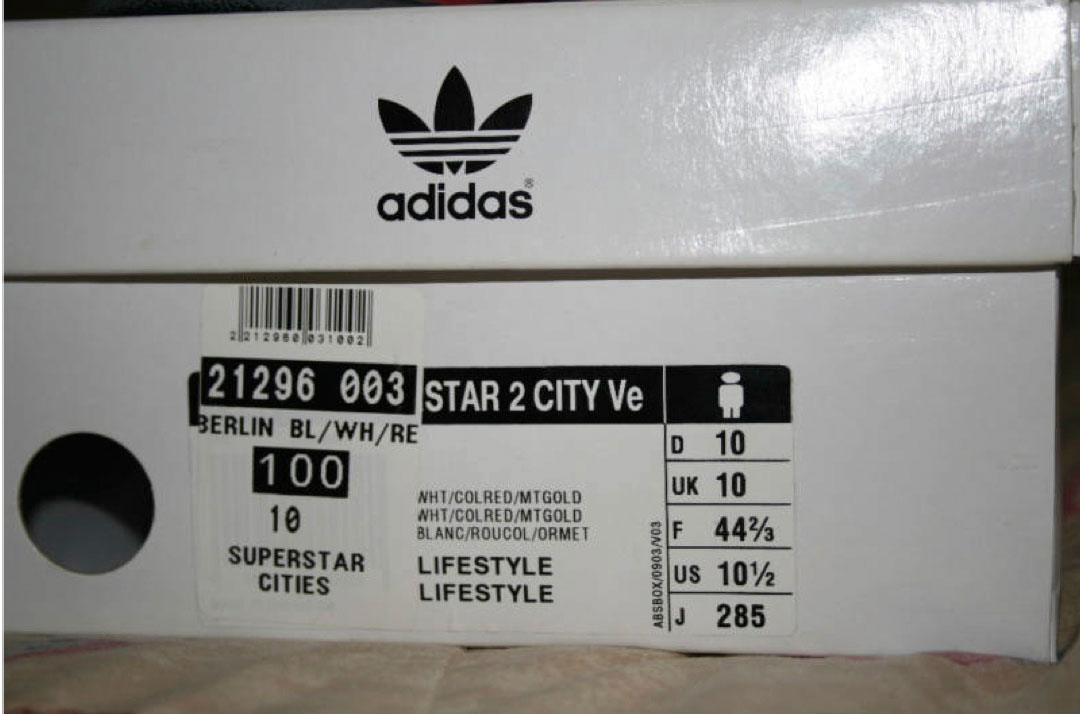 adidas
2 212960 031002
21296 003
STAR 2 CITY Ve
BERLIN BL/WH/RE
100
10
SUPERSTAR
CITIES
WHT/COLRED/MTGOLD
WHT/COLRED/MTGOLD
BLANC/ROUCOL/ORMET
LIFESTYLE
LIFESTYLE
ABSBOX/0903/V03
D 10
UK 10
F 44⅔
US 10½
J 285